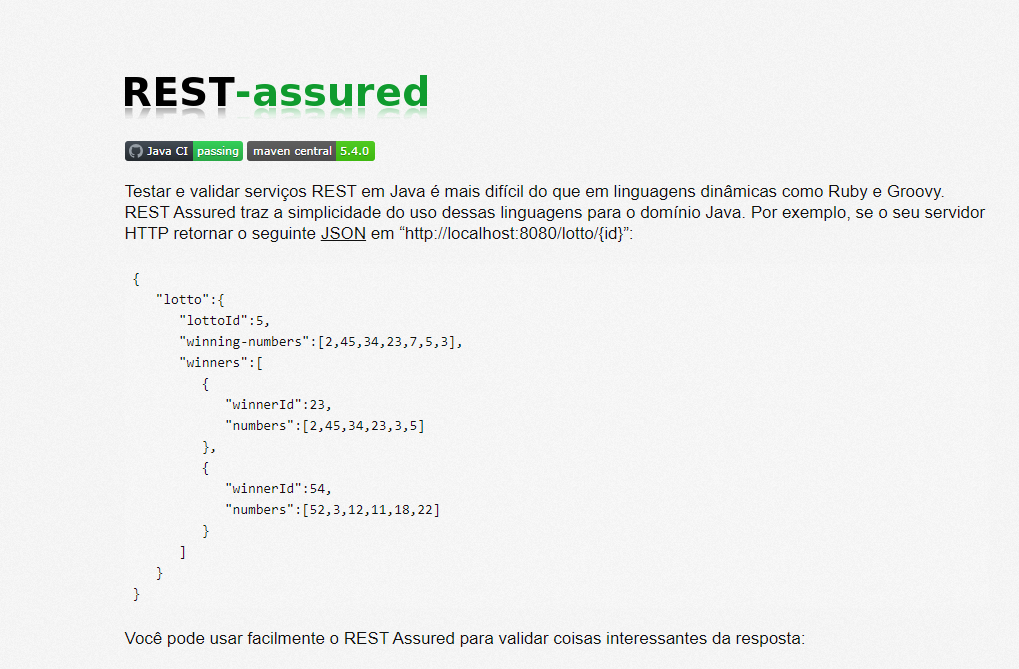 REST-assured
Java CI passing maven central 5.4.0
Testar e validar serviços REST em Java é mais difícil do que em linguagens dinâmicas como Ruby e Groovy.
REST Assured traz a simplicidade do uso dessas linguagens para o domínio Java. Por exemplo, se o seu servidor
HTTP retornar o seguinte JSON em “http://localhost:8080/lotto/{id}”:
{
   "lotto":{
      "lottoId":5,
      "winning-numbers":[2,45,34,23,7,5,3],
      "winners":[
         {
            "winnerId":23,
            "numbers":[2,45,34,23,3,5]
         },
         {
            "winnerId":54,
            "numbers":[52,3,12,11,18,22]
         }
      ]
   }
}
Você pode usar facilmente o REST Assured para validar coisas interessantes da resposta: